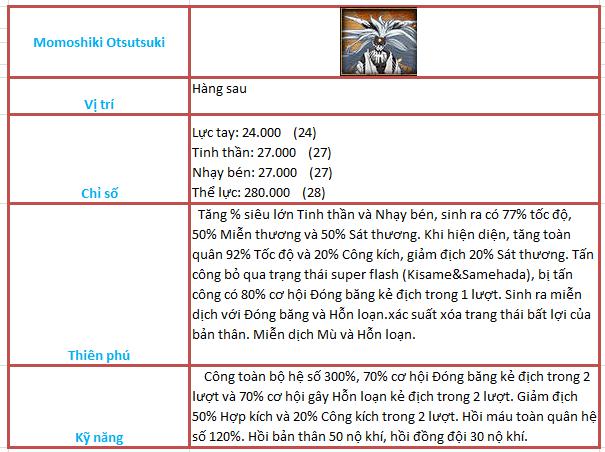 Momoshiki Otsutsuki
Vị trí
Hàng sau
Chỉ số
Lực tay: 24.000 (24)
Tinh thần: 27.000 (27)
Nhạy bén: 27.000 (27)
Thể lực: 280.000 (28)
Thiên phú
Tăng % siêu lớn Tinh thần và Nhạy bén, sinh ra có 77% tốc độ,
50% Miễn thương và 50% Sát thương. Khi hiện diện, tăng toàn
quân 92% Tốc độ và 20% Công kích, giảm địch 20% Sát thương. Tấn
công bỏ qua trạng thái super flash (Kisame&Samehada), bị tấn
công có 80% cơ hội Đóng băng kẻ địch trong 1 lượt. Sinh ra miễn
dịch với Đóng băng và Hỗn loạn.xác suất xóa trang thái bất lợi của
bản thân. Miễn dịch Mù và Hỗn loạn.
Kỹ năng
Công toàn bộ hệ số 300%, 70% cơ hội Đóng băng kẻ địch trong 2
lượt và 70% cơ hội gây Hỗn loạn kẻ địch trong 2 lượt. Giảm địch
50% Hợp kích và 20% Công kích trong 2 lượt. Hồi máu toàn quân hệ
số 120%. Hồi bản thân 50 nộ khí, hồi đồng đội 30 nộ khí.